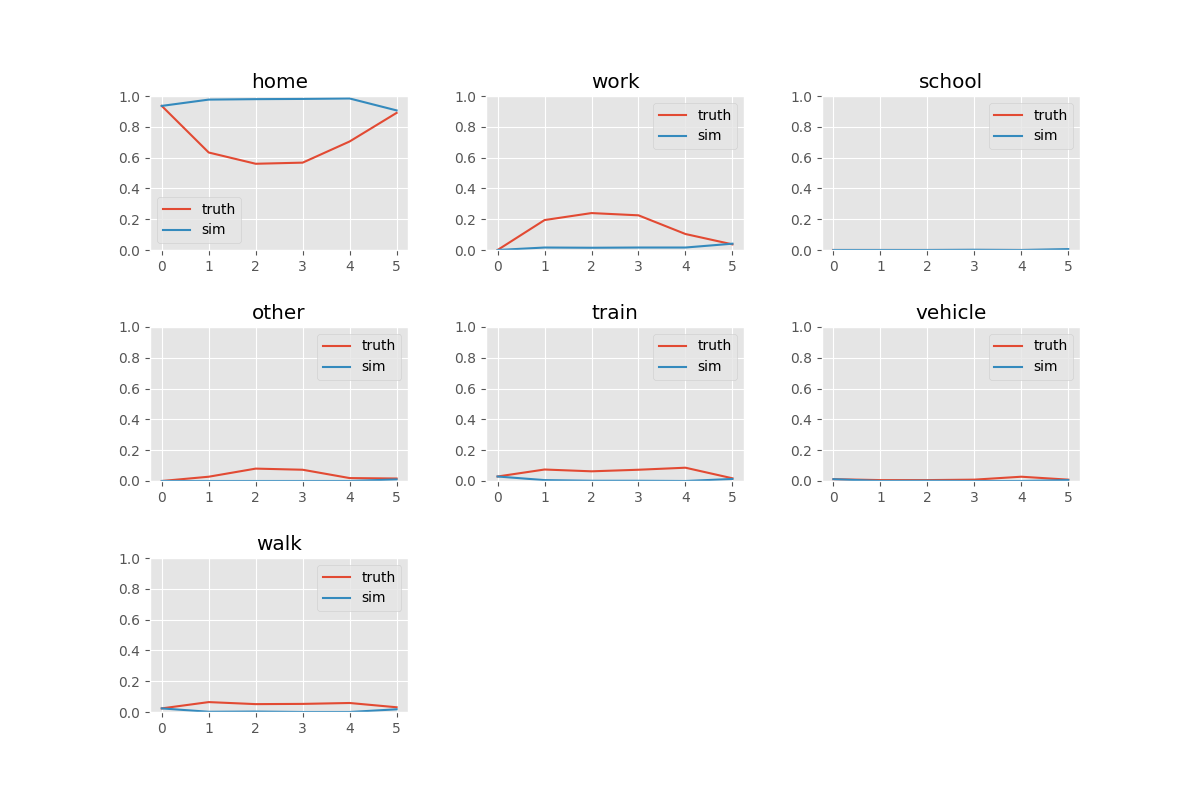 home work school
1.0 1.0 1.0
truth truth
0.8 0.8 sim 0.8 sim
0.6 0.6 0.6
0.4 0.4 0.4
truth
0.2 0.2 0.2
sim
0.0 0.0 0.0
0 1 2 3 4 5 0 1 2 3 4 5 0 1 2 3 4 5
other train vehicle
1.0 1.0 1.0
truth truth truth
0.8 sim 0.8 sim 0.8 sim
0.6 0.6 0.6
0.4 0.4 0.4
0.2 0.2 0.2
0.0 0.0 0.0
0 1 2 3 4 5 0 1 2 3 4 5 0 1 2 3 4 5
walk
1.0
truth
0.8 sim
0.6
0.4
0.2
0.0
0 1 2 3 4 5